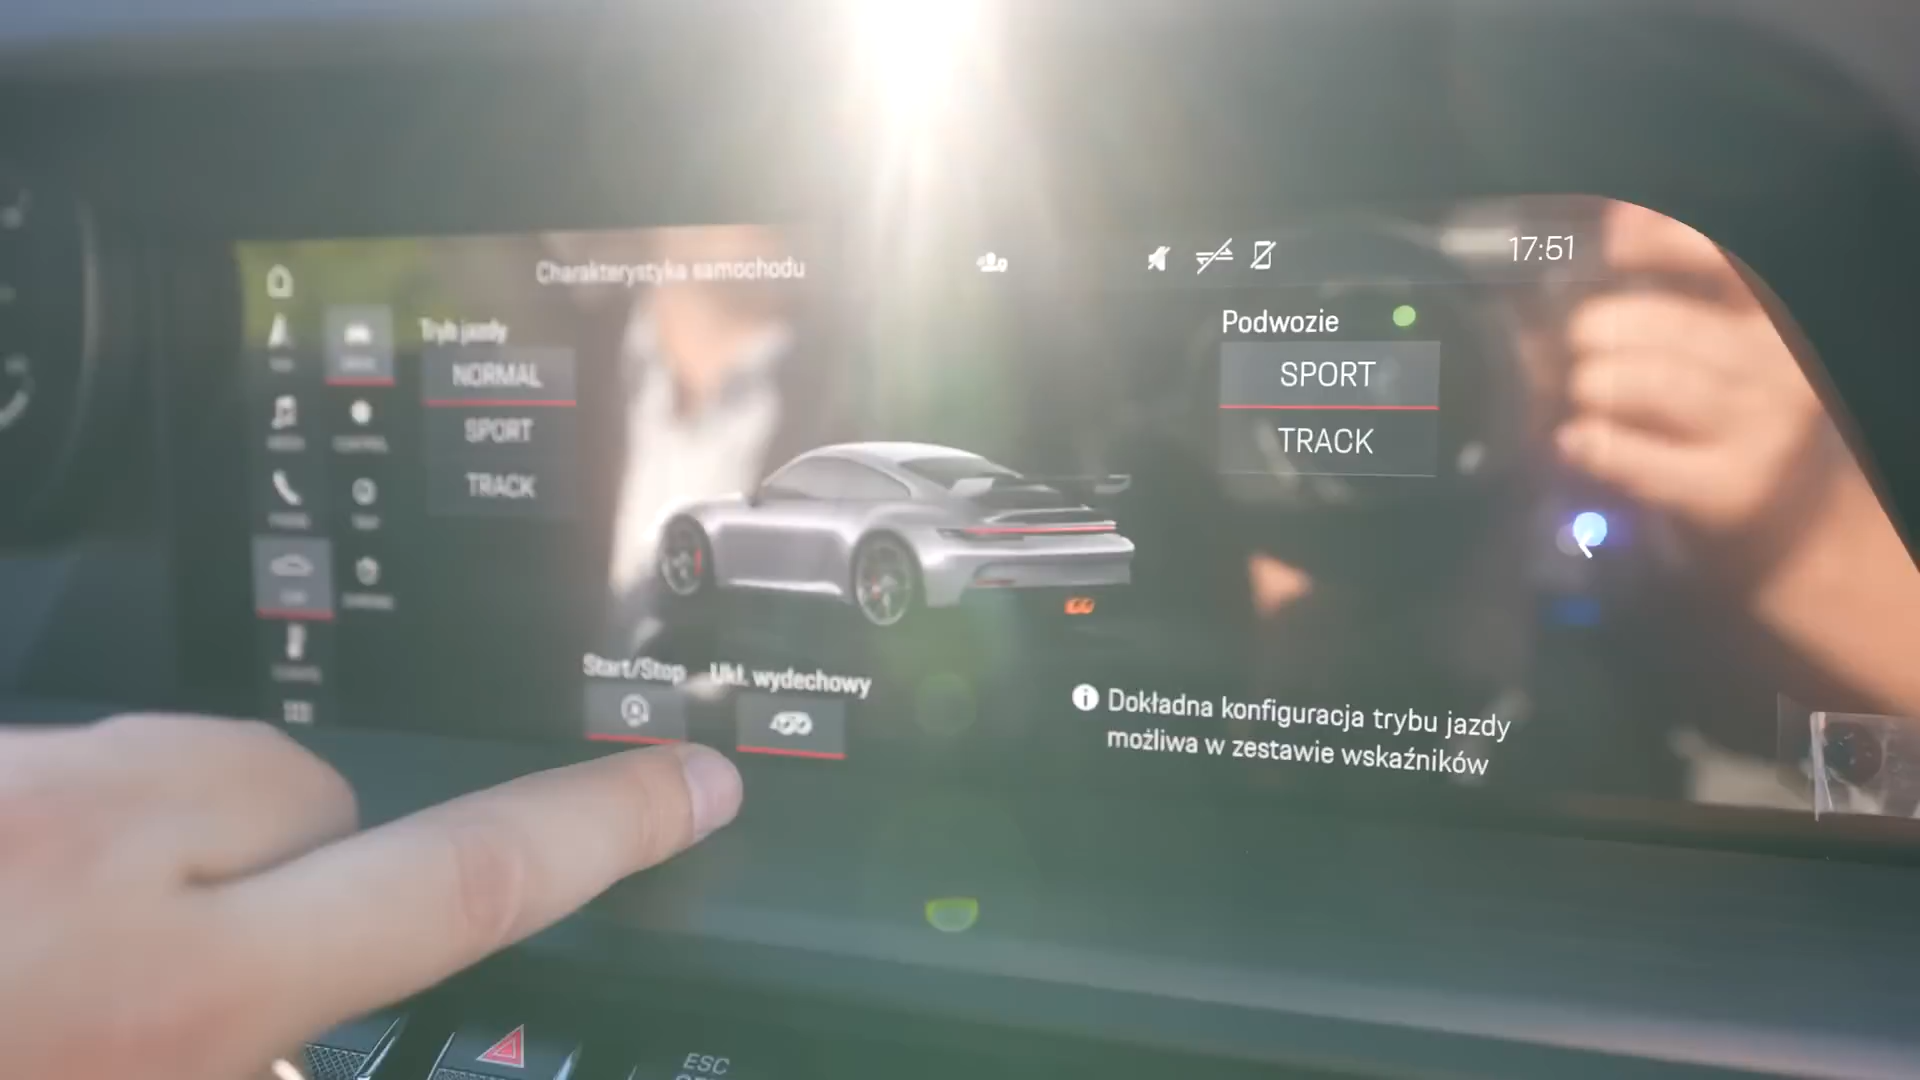 Charakterystyka samochodu
17:51
Tryb jazdy
NORMAL
SPORT
TRACK
Podwozie
SPORT
TRACK
Start/Stop
Ukł. wydechowy
Dokładna konfiguracja trybu jazdy
możliwa w zestawie wskaźników
ESC